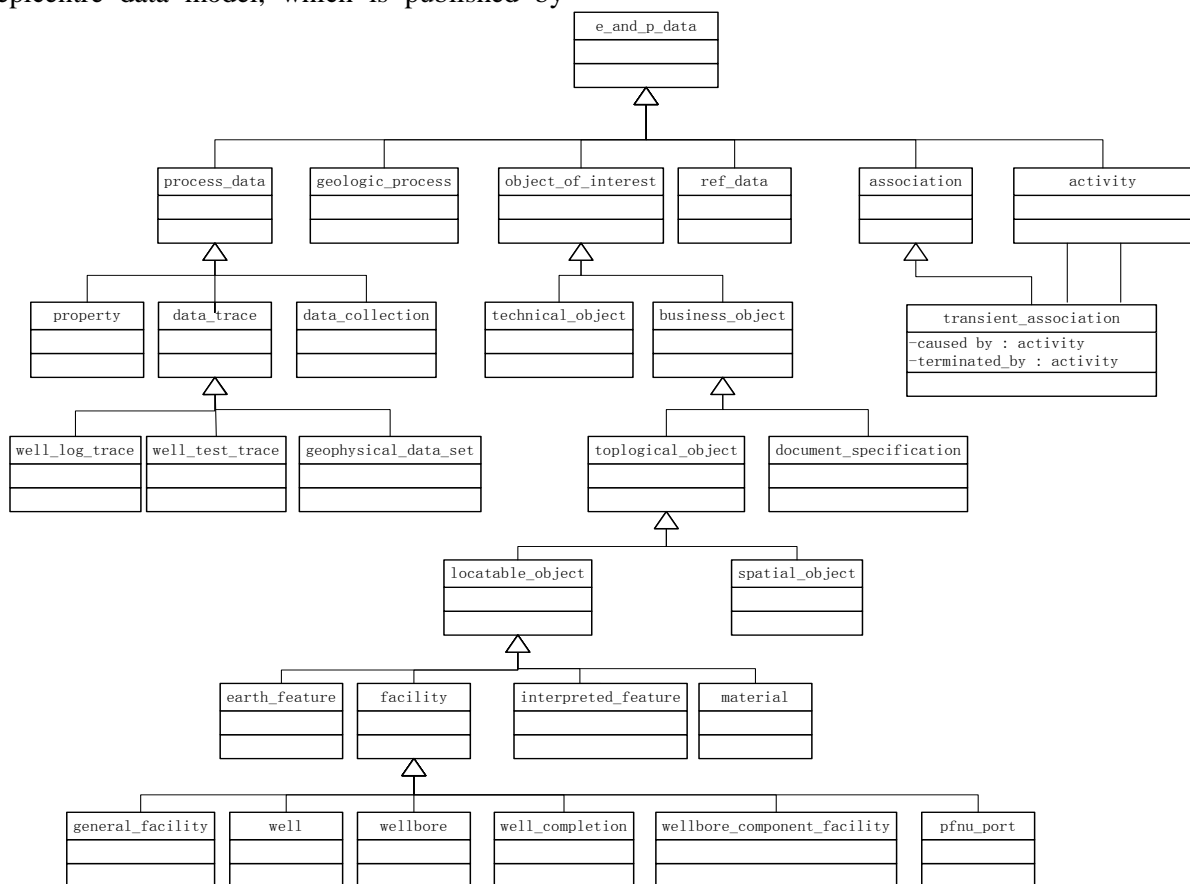 epicentre data model, which is published by
e_and_p_data
process_data
geologic_process
object_of_interest
ref_data
association
activity
property
data_trace
data_collection
technical_object
business_object
transient_association
-caused by : activity
-terminated_by : activity
well_log_trace
well_test_trace
geophysical_data_set
toplogical_object
document_specification
locatable_object
spatial_object
earth_feature
facility
interpreted_feature
material
general_facility
well
wellbore
well_completion
wellbore_component_facility
pfnu_port